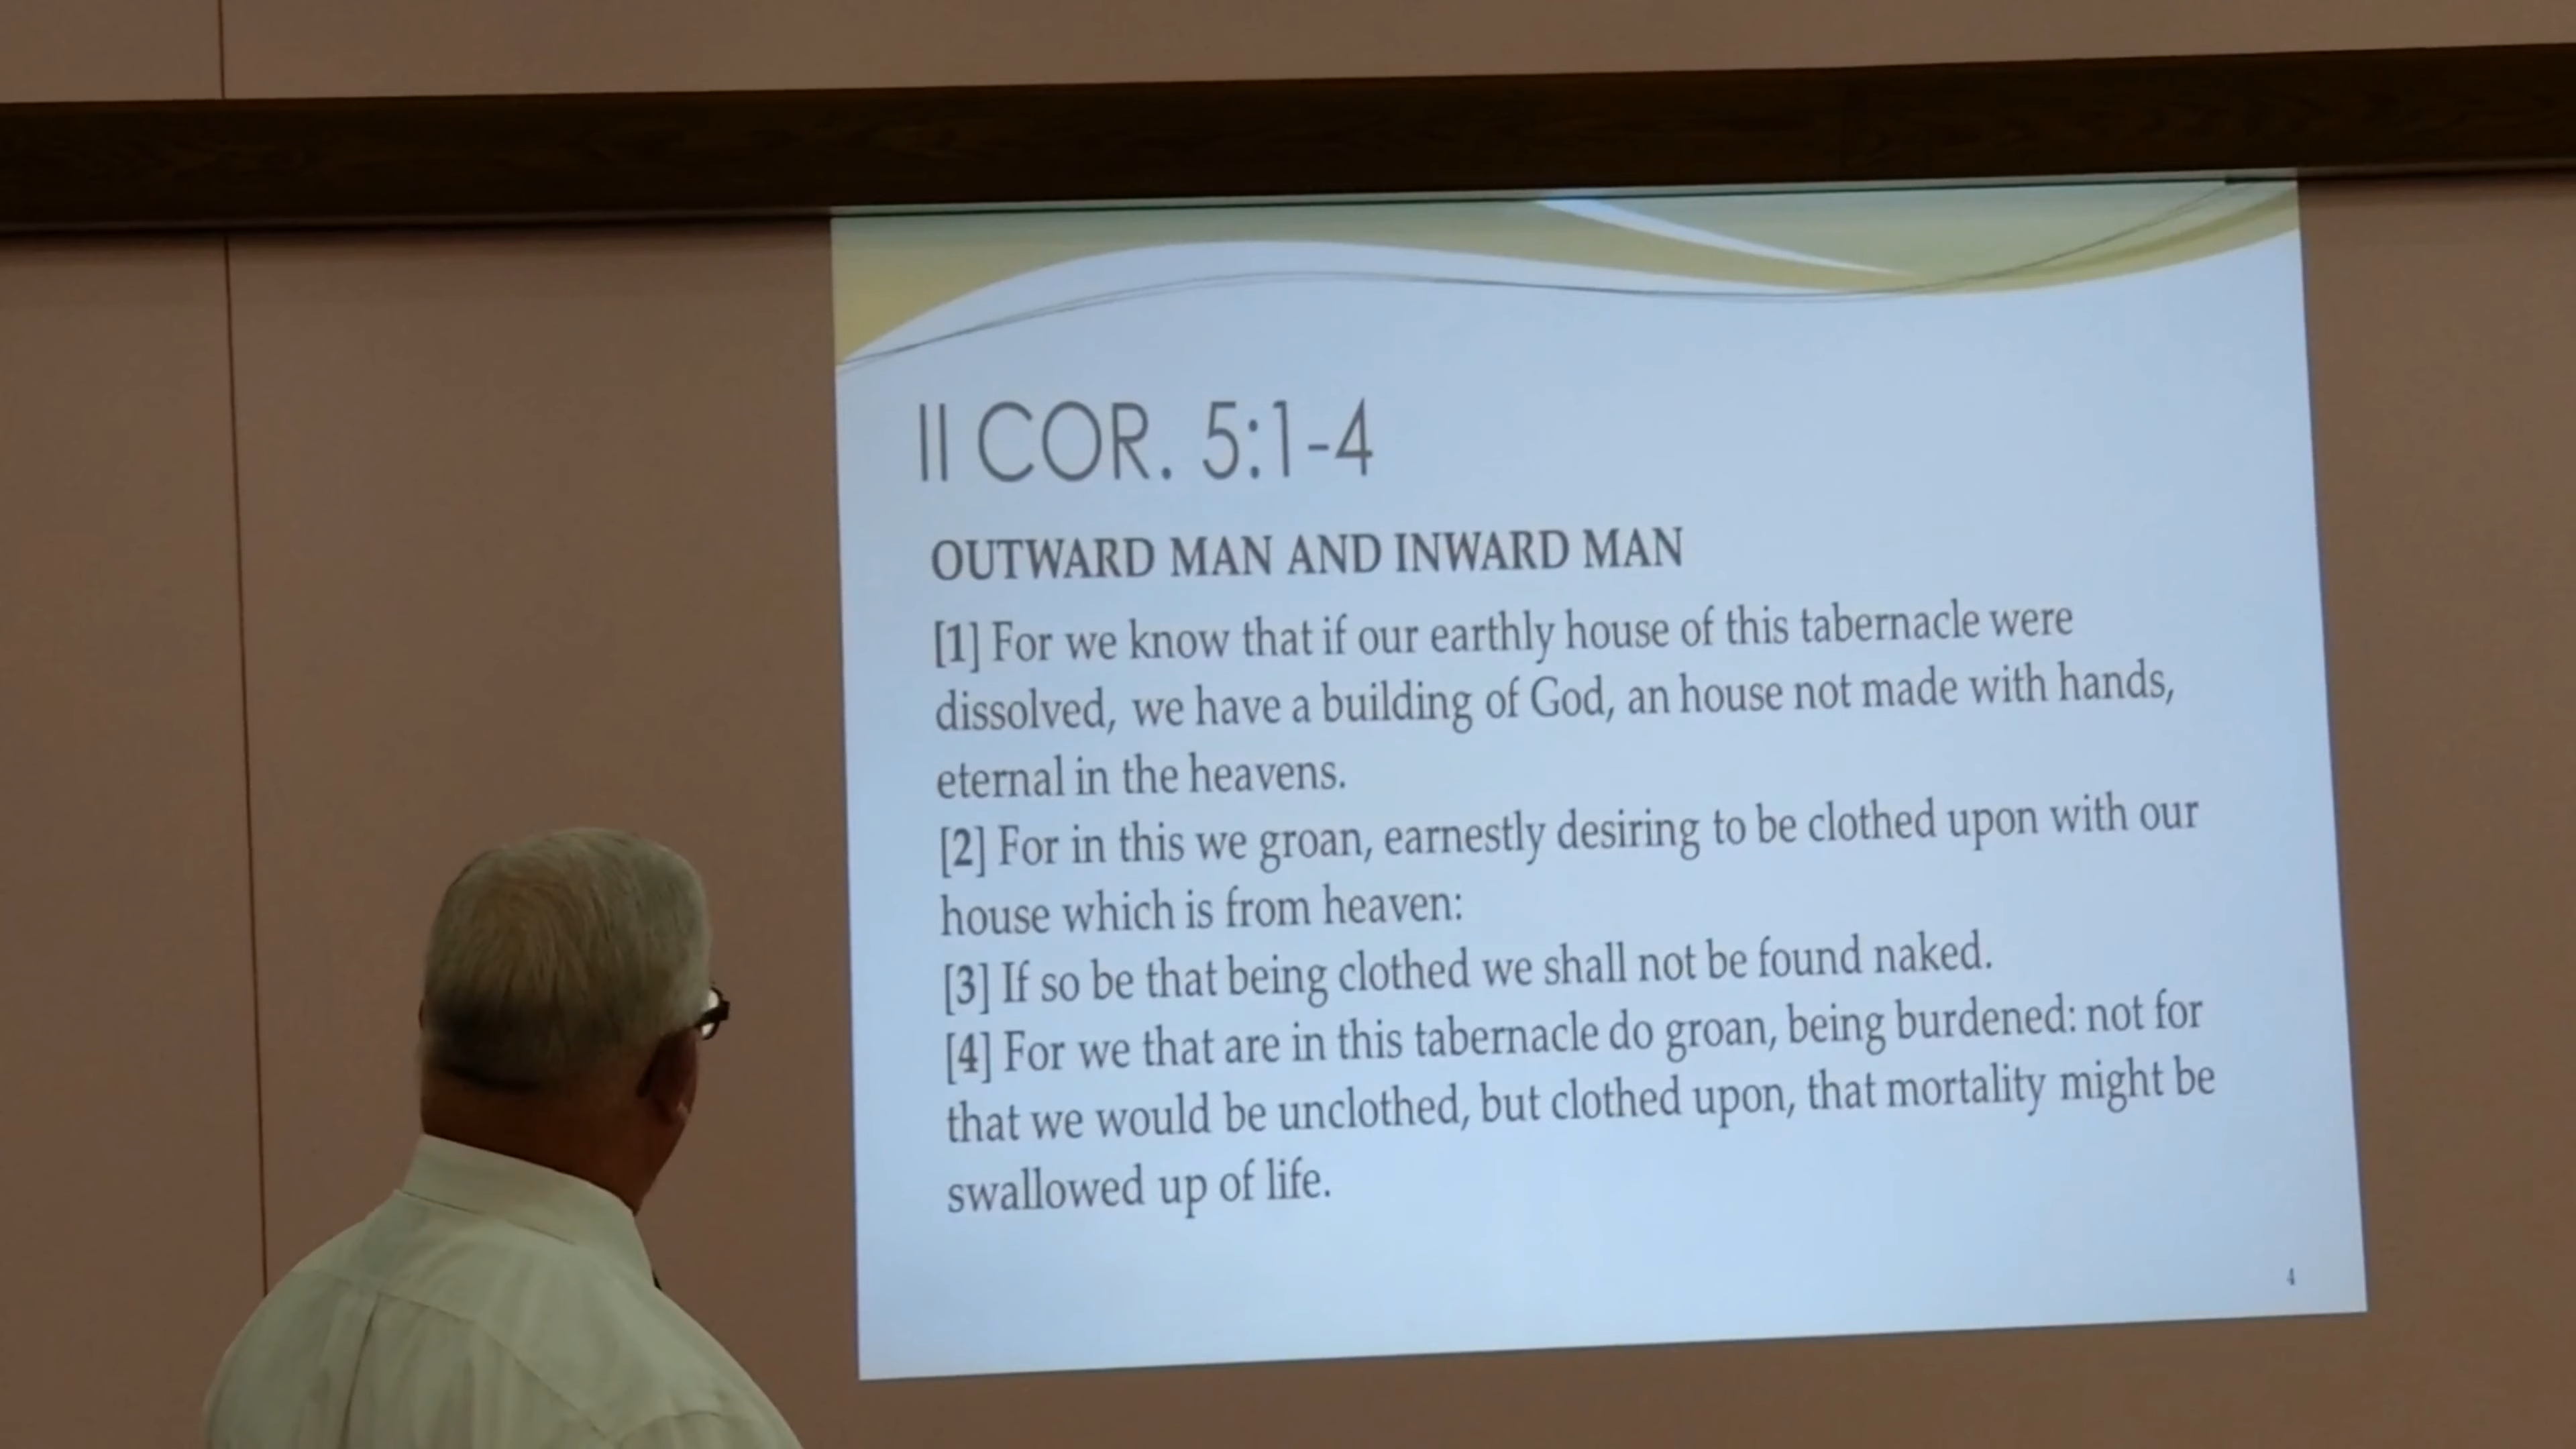 II COR. 5:1-4
OUTWARD MAN AND INWARD MAN
[1] For we know that if our earthly house of this tabernacle were
dissolved, we have a building of God, an house not made with hands,
eternal in the heavens.
[2] For in this we groan, earnestly desiring to be clothed upon with our
house which is from heaven:
[3] If so be that being clothed we shall not be found naked.
[4] For we that are in this tabernacle do groan, being burdened: not for
that we would be unclothed, but clothed upon, that mortality might be
swallowed up of life.
4